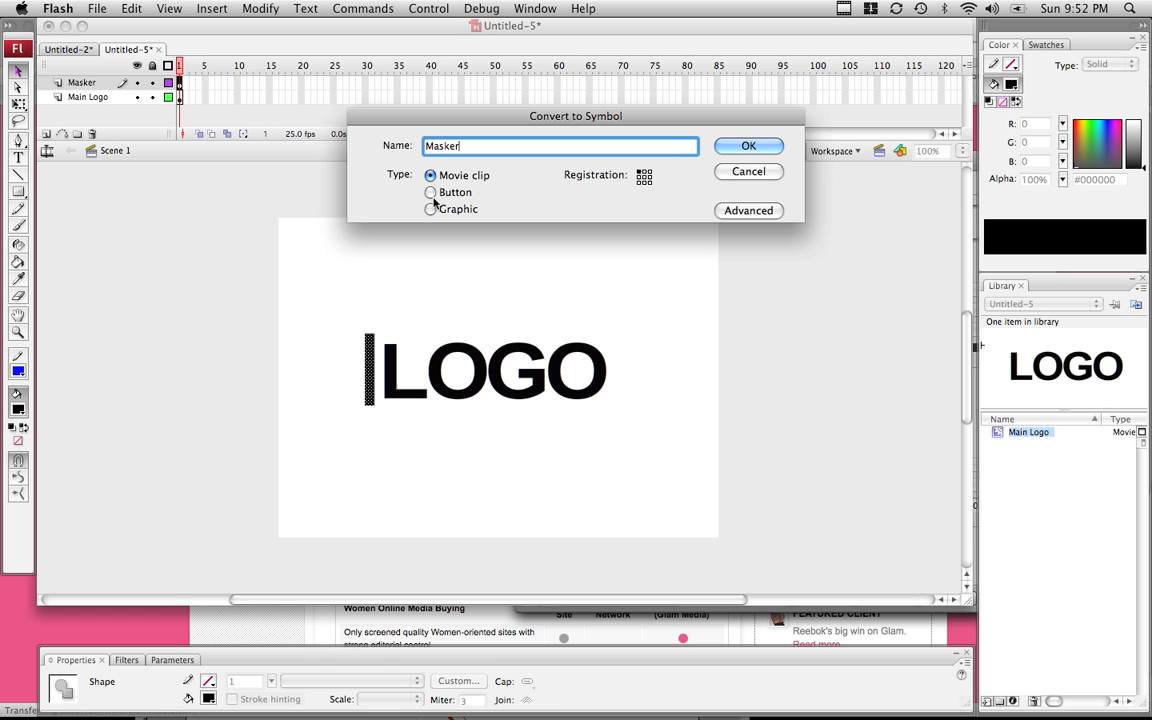 Flash File Edit View Insert Modify Text Commands Control Debug Window Help Sun 9:52 PM
Untitled-5*
Untitled-2* Untitled-5*
5 10 15 20 25 30 35 40 45 50 55 60 65 70 75 80 85 90 95 100 105 110 115 120
Masker
Main Logo
1 25.0 fps 0.0s
Scene 1
Workspace 100%
Convert to Symbol
Name: Masker
OK
Type: Movie clip
Button
Graphic
Registration:
Cancel
Advanced
LOGO
Color Swatches
Type: Solid
R: 0
G: 0
B: 0
Alpha: 100% #000000
Library
Untitled-5
One item in library
LOGO
Name Type
Main Logo Movie
Women Online Media Buying
Site Network (Glam Media)
FEATURED CLIENT
Only screened quality Women-oriented sites with
strong editorial control
Reebok's big win on Glam.
Read more
Properties Filters Parameters
Shape
1
Custom...
Cap:
Stroke hinting
Scale:
Miter: 3
Join:
Transfe
Fl